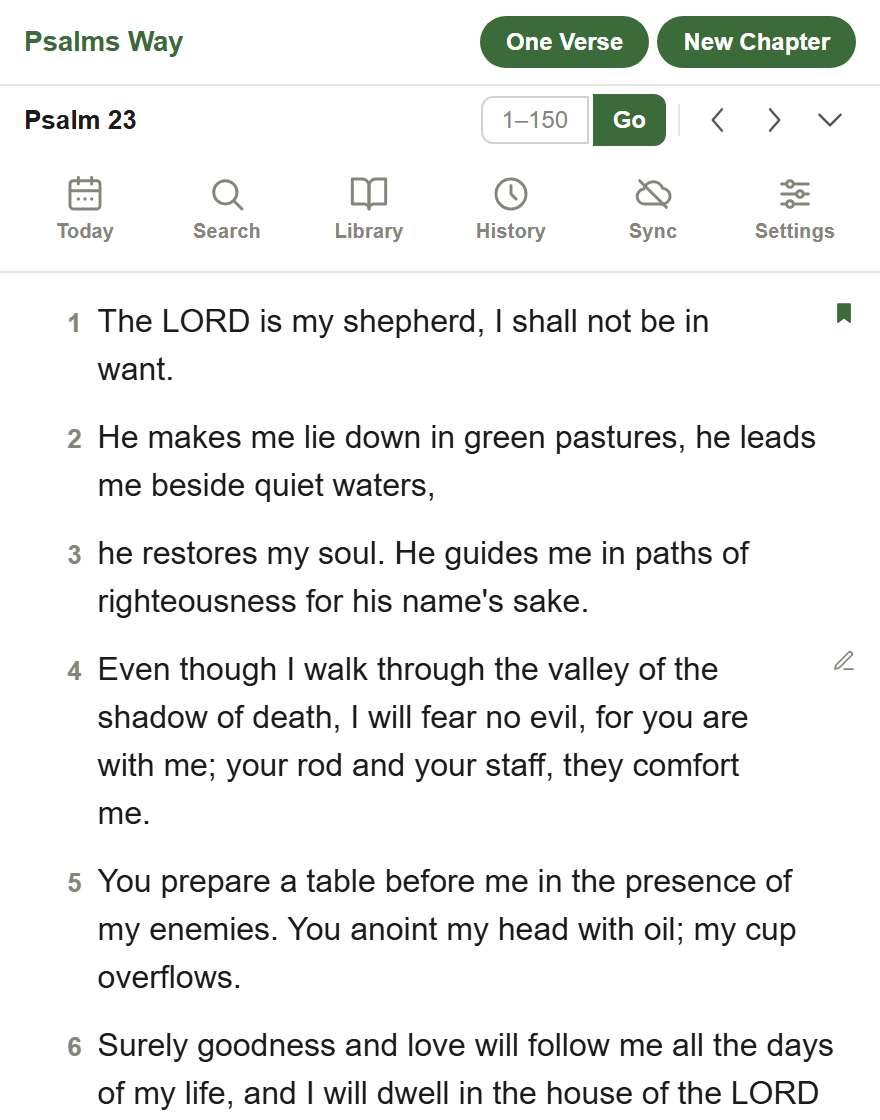 Psalms Way
One Verse
New Chapter
Psalm 23
1–150
Go
Today
Search
Library
History
Sync
Settings
1 The LORD is my shepherd, I shall not be in
want.
2 He makes me lie down in green pastures, he leads
me beside quiet waters,
3 he restores my soul. He guides me in paths of
righteousness for his name's sake.
4 Even though I walk through the valley of the
shadow of death, I will fear no evil, for you are
with me; your rod and your staff, they comfort
me.
5 You prepare a table before me in the presence of
my enemies. You anoint my head with oil; my cup
overflows.
6 Surely goodness and love will follow me all the days
of my life, and I will dwell in the house of the LORD